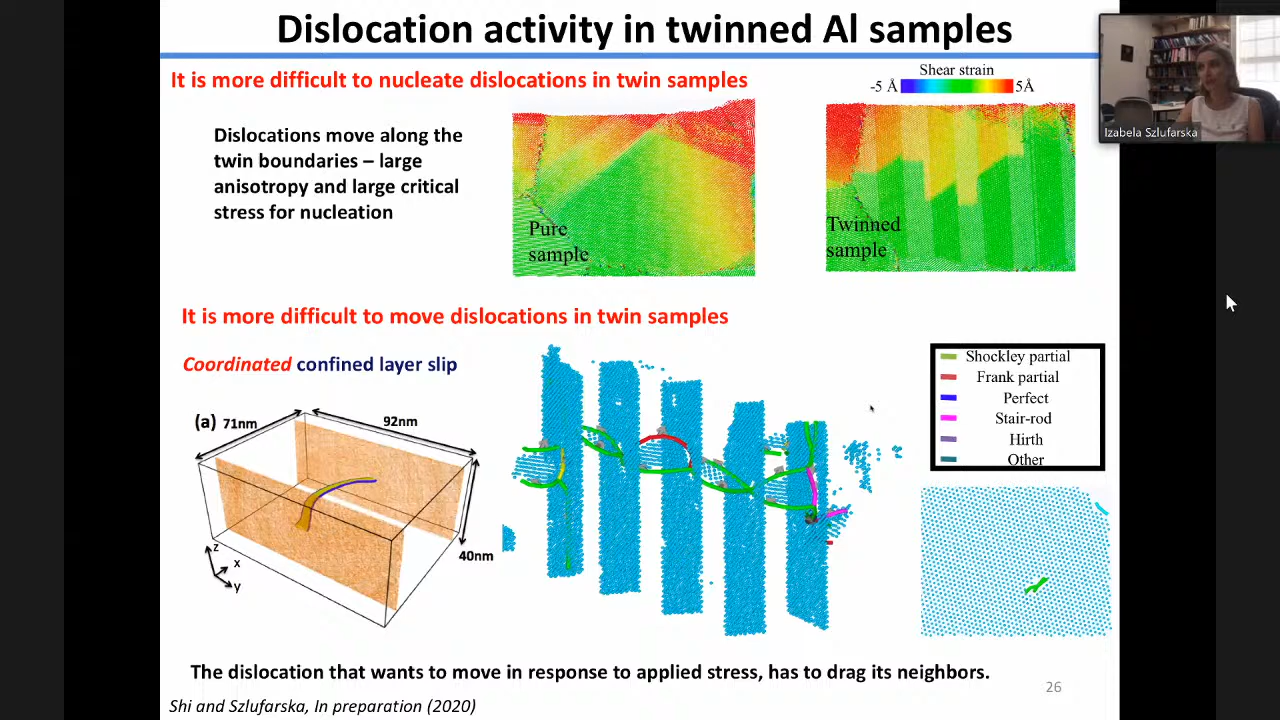 Dislocation activity in twinned Al samples
It is more difficult to nucleate dislocations in twin samples
Shear strain
-5 Å
5Å
Izabela Szlufarska
Dislocations move along the
twin boundaries – large
anisotropy and large critical
stress for nucleation
Pure
sample
Twinned
sample
It is more difficult to move dislocations in twin samples
Coordinated confined layer slip
(a)
71nm
92nm
40nm
z
x
y
Shockley partial
Frank partial
Perfect
Stair-rod
Hirth
Other
The dislocation that wants to move in response to applied stress, has to drag its neighbors.
26
Shi and Szlufarska, In preparation (2020)